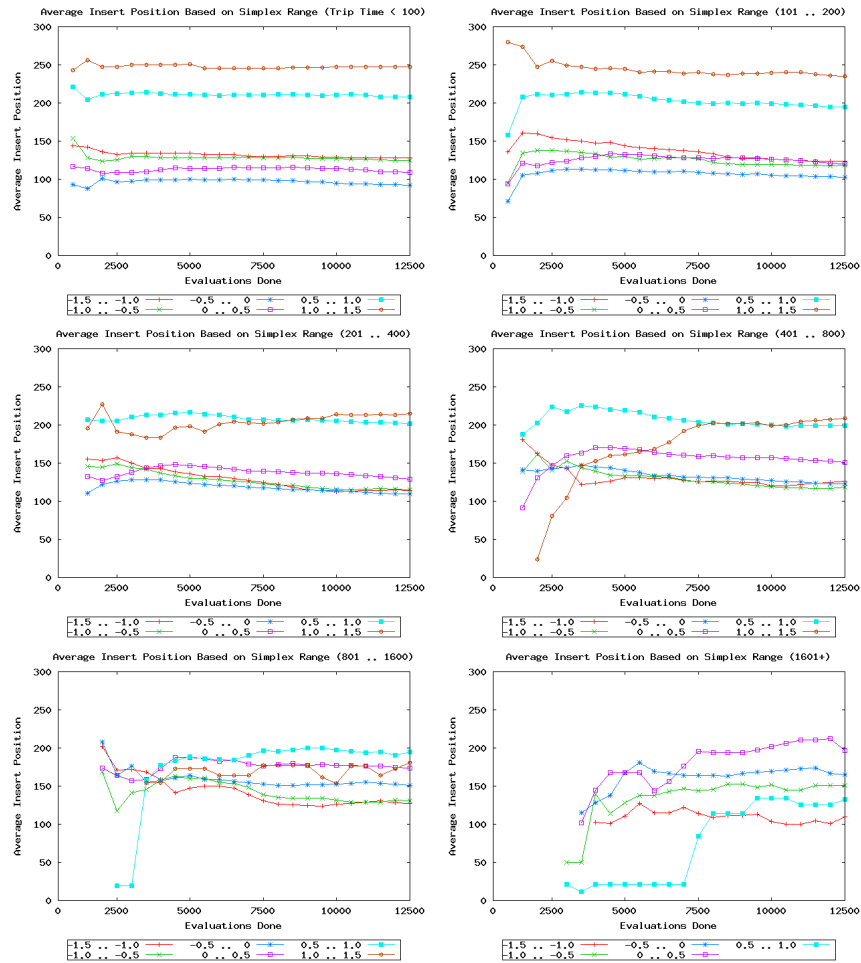 Average Insert Position Based on Simplex Range (Trip Time < 100)
300
250
200
150
100
50
0
Average Insert Position
0 2500 5000 7500 10000 12500
Evaluations Done
-1.5 .. -1.0 -0.5 .. 0 0.5 .. 1.0
-1.0 .. -0.5 0 .. 0.5 1.0 .. 1.5
Average Insert Position Based on Simplex Range (101 .. 200)
300
250
200
150
100
50
0
Average Insert Position
0 2500 5000 7500 10000 12500
Evaluations Done
-1.5 .. -1.0 -0.5 .. 0 0.5 .. 1.0
-1.0 .. -0.5 0 .. 0.5 1.0 .. 1.5
Average Insert Position Based on Simplex Range (201 .. 400)
300
250
200
150
100
50
0
Average Insert Position
0 2500 5000 7500 10000 12500
Evaluations Done
-1.5 .. -1.0 -0.5 .. 0 0.5 .. 1.0
-1.0 .. -0.5 0 .. 0.5 1.0 .. 1.5
Average Insert Position Based on Simplex Range (401 .. 800)
300
250
200
150
100
50
0
Average Insert Position
0 2500 5000 7500 10000 12500
Evaluations Done
-1.5 .. -1.0 -0.5 .. 0 0.5 .. 1.0
-1.0 .. -0.5 0 .. 0.5 1.0 .. 1.5
Average Insert Position Based on Simplex Range (801 .. 1600)
300
250
200
150
100
50
0
Average Insert Position
0 2500 5000 7500 10000 12500
Evaluations Done
-1.5 .. -1.0 -0.5 .. 0 0.5 .. 1.0
-1.0 .. -0.5 0 .. 0.5 1.0 .. 1.5
Average Insert Position Based on Simplex Range (1601+)
300
250
200
150
100
50
0
Average Insert Position
0 2500 5000 7500 10000 12500
Evaluations Done
-1.5 .. -1.0 -0.5 .. 0 0.5 .. 1.0
-1.0 .. -0.5 0 .. 0.5